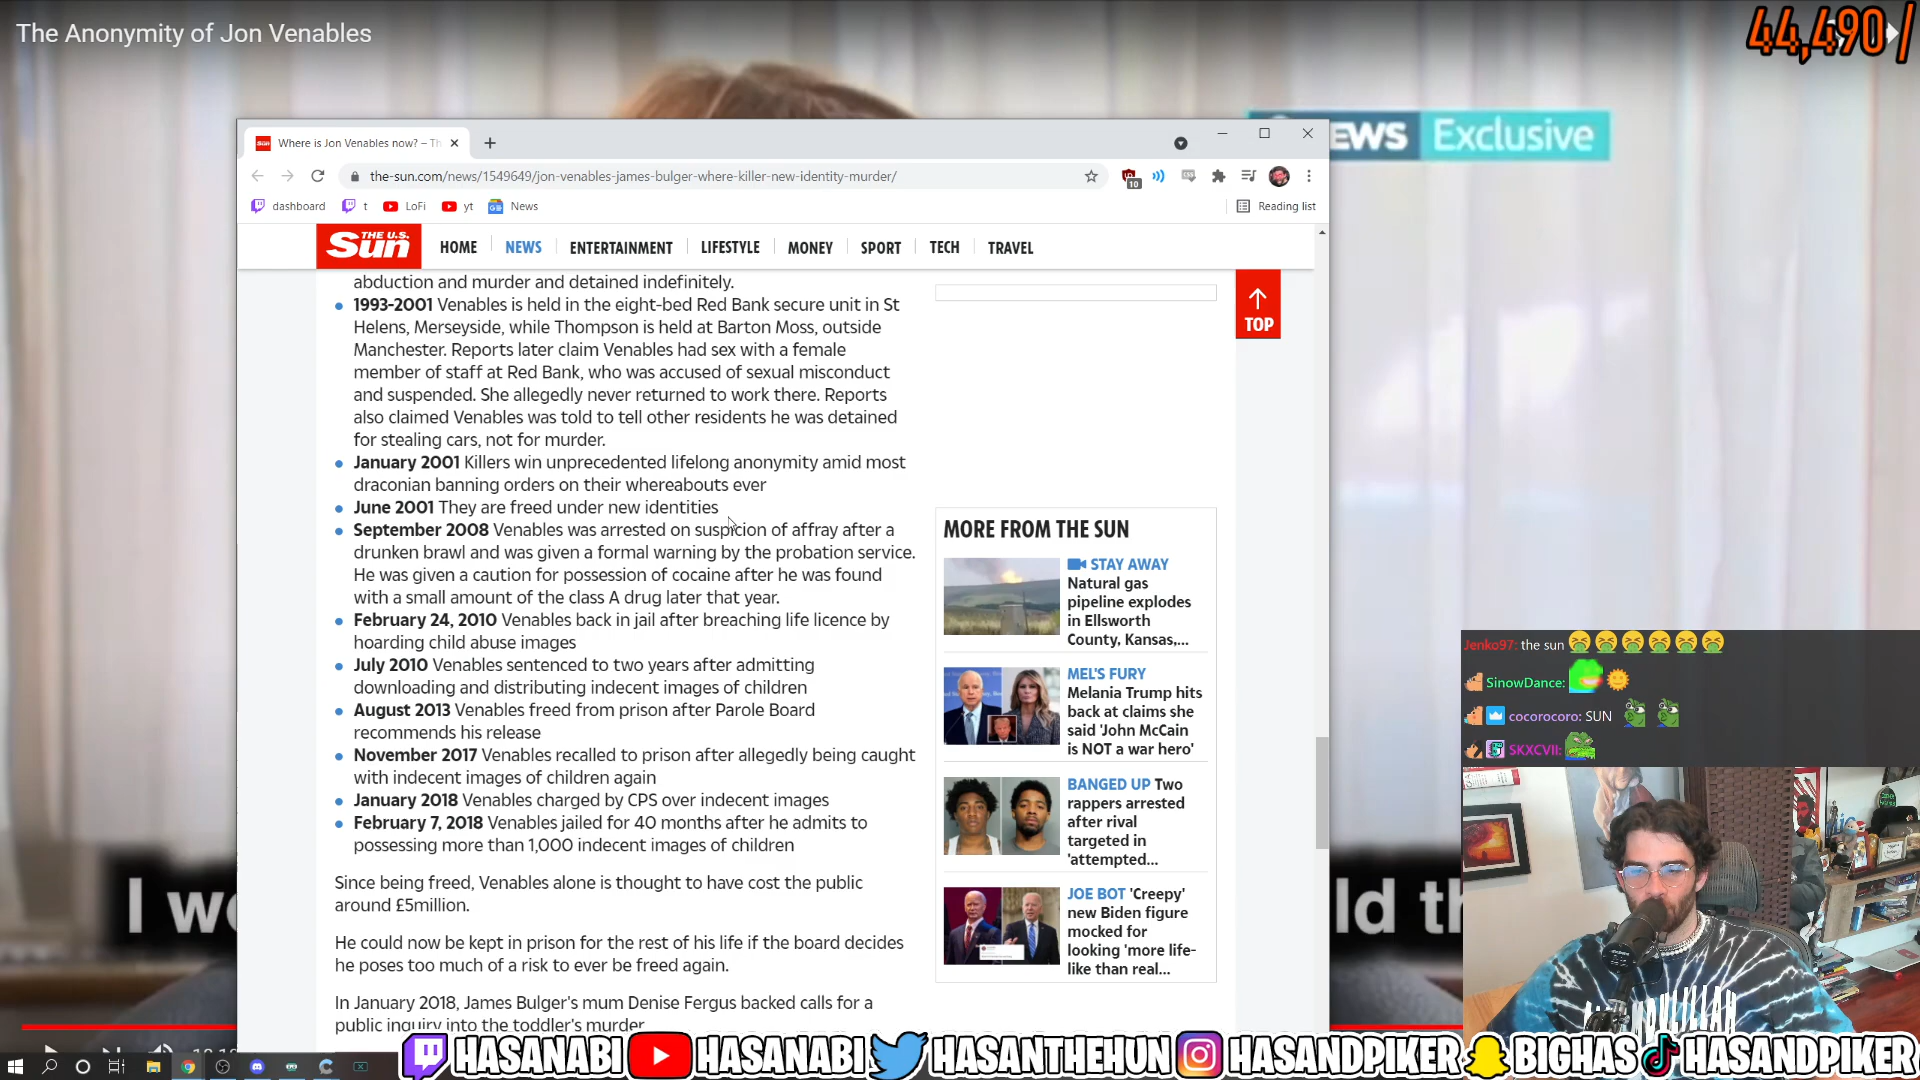 The Anonymity of Jon Venables
44,490 /
EWS Exclusive
Where is Jon Venables now? – Th
the-sun.com/news/1549649/jon-venables-james-bulger-where-killer-new-identity-murder/
10
dashboard
t
LoFi
yt
News
Reading list
THE U.S.
Sun
HOME
NEWS
ENTERTAINMENT
LIFESTYLE
MONEY
SPORT
TECH
TRAVEL
TOP
abduction and murder and detained indefinitely.
1993-2001 Venables is held in the eight-bed Red Bank secure unit in St
Helens, Merseyside, while Thompson is held at Barton Moss, outside
Manchester. Reports later claim Venables had sex with a female
member of staff at Red Bank, who was accused of sexual misconduct
and suspended. She allegedly never returned to work there. Reports
also claimed Venables was told to tell other residents he was detained
for stealing cars, not for murder.
January 2001 Killers win unprecedented lifelong anonymity amid most
draconian banning orders on their whereabouts ever
June 2001 They are freed under new identities
September 2008 Venables was arrested on suspicion of affray after a
drunken brawl and was given a formal warning by the probation service.
He was given a caution for possession of cocaine after he was found
with a small amount of the class A drug later that year.
February 24, 2010 Venables back in jail after breaching life licence by
hoarding child abuse images
July 2010 Venables sentenced to two years after admitting
downloading and distributing indecent images of children
August 2013 Venables freed from prison after Parole Board
recommends his release
November 2017 Venables recalled to prison after allegedly being caught
with indecent images of children again
January 2018 Venables charged by CPS over indecent images
February 7, 2018 Venables jailed for 40 months after he admits to
possessing more than 1,000 indecent images of children
Since being freed, Venables alone is thought to have cost the public
around £5million.
He could now be kept in prison for the rest of his life if the board decides
he poses too much of a risk to ever be freed again.
In January 2018, James Bulger's mum Denise Fergus backed calls for a
public inquiry into the toddler's murder
MORE FROM THE SUN
STAY AWAY
Natural gas
pipeline explodes
in Ellsworth
County, Kansas,...
MEL'S FURY
Melania Trump hits
back at claims she
said 'John McCain
is NOT a war hero'
BANGED UP Two
rappers arrested
after rival
targeted in
'attempted...
JOE BOT 'Creepy'
new Biden figure
mocked for
looking 'more life-
like than real...
Jenko97: the sun
SinowDance:
cocorocoro: SUN
SKXCVII:
I w
ld th
HASANABI
HASANABI
HASANTHEHUN
HASANDPIKER
BIGHAS
HASANDPIKER